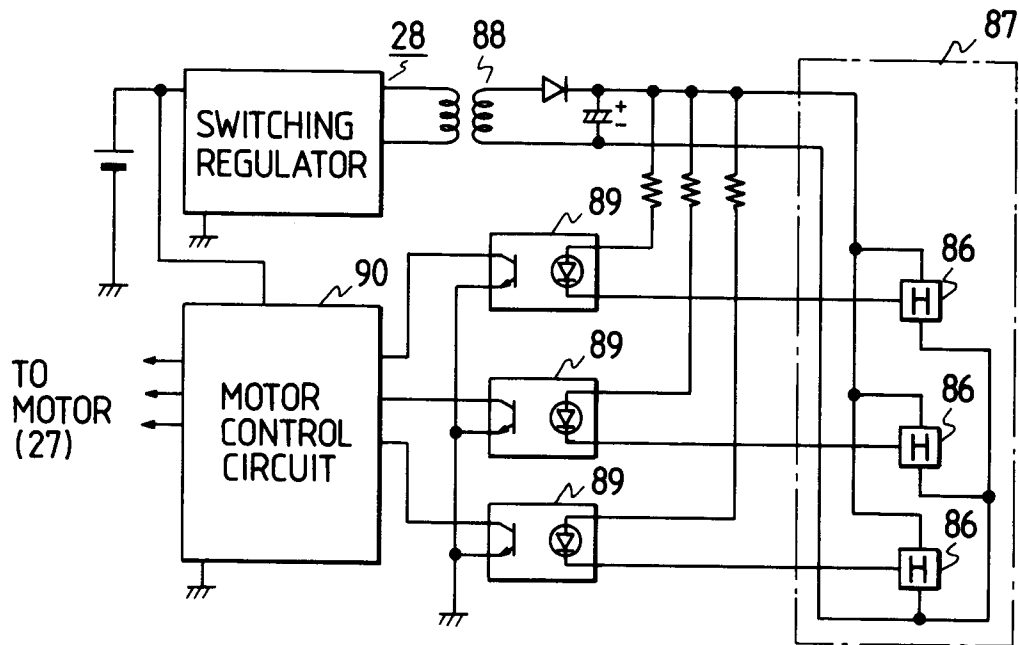 87
28
88
+
-
SWITCHING
REGULATOR
89
86
H
90
TO
MOTOR
(27)
MOTOR
CONTROL
CIRCUIT
89
86
H
89
86
H